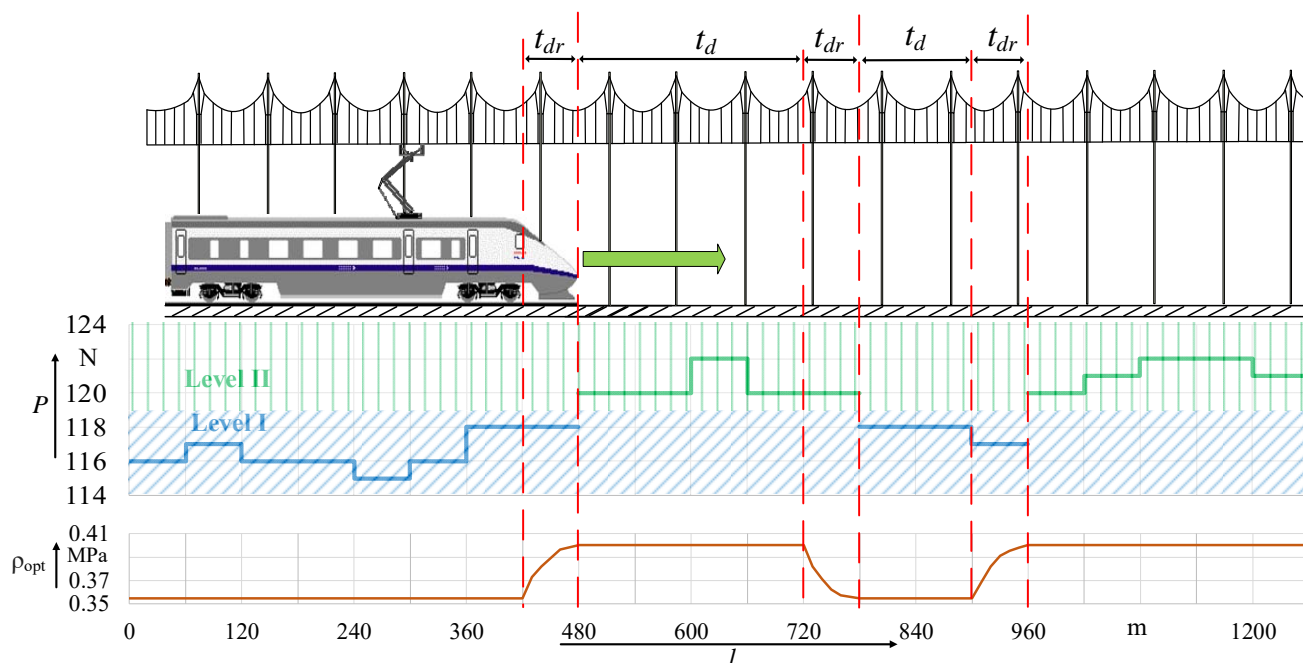 t_dr t_d t_dr t_d t_dr
124
N
122
Level II
P
120
118
Level I
116
114
0.41
MPa
ρ_opt
0.37
0.35
0 120 240 360 480 600 720 840 960 m 1200
l